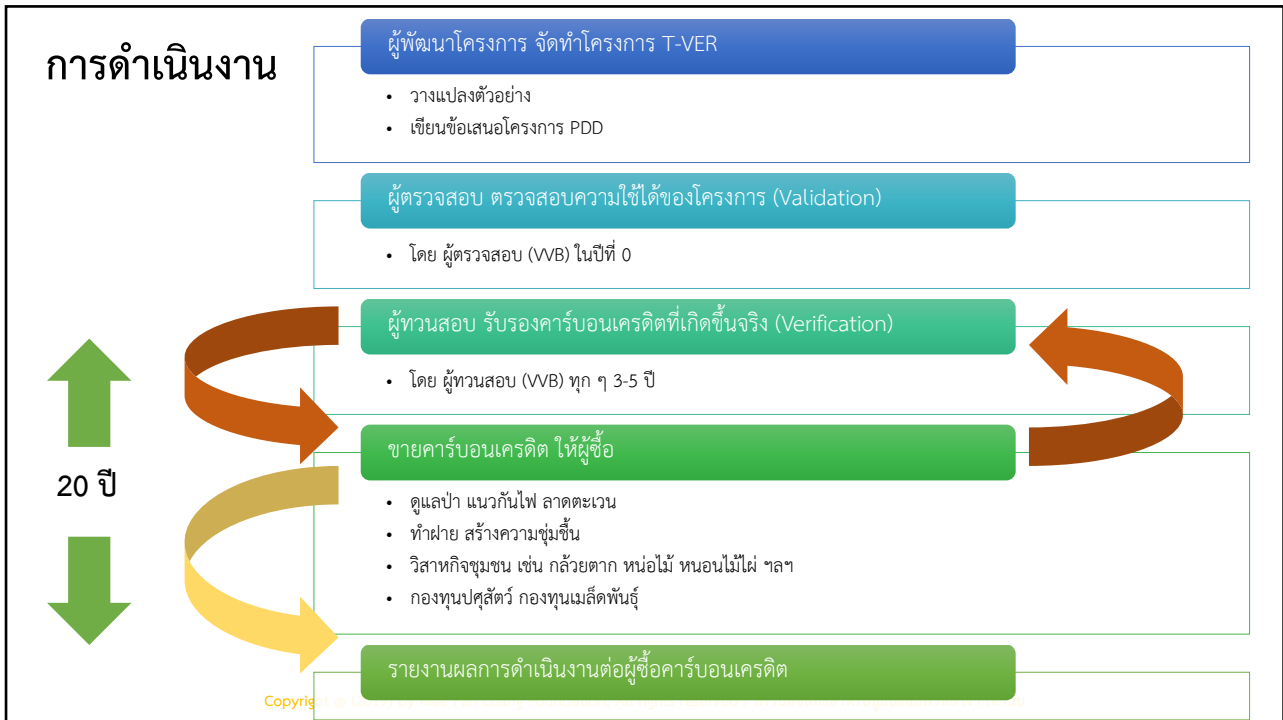 การดำเนินงาน
ผู้พัฒนาโครงการ จัดทำโครงการ T-VER
• วางแปลงตัวอย่าง
• เขียนข้อเสนอโครงการ PDD
ผู้ตรวจสอบ ตรวจสอบความใช้ได้ของโครงการ (Validation)
• โดย ผู้ตรวจสอบ (VVB) ในปีที่ 0
ผู้ทวนสอบ รับรองคาร์บอนเครดิตที่เกิดขึ้นจริง (Verification)
• โดย ผู้ทวนสอบ (VVB) ทุก ๆ 3-5 ปี
20 ปี
ขายคาร์บอนเครดิต ให้ผู้ซื้อ
• ดูแลป่า แนวกันไฟ ลาดตะเวน
• ทำฝาย สร้างความชุ่มชื้น
• วิสาหกิจชุมชน เช่น กล้วยตาก หน่อไม้ หนอนไม้ไผ่ ฯลฯ
• กองทุนปศุสัตว์ กองทุนเมล็ดพันธุ์
รายงานผลการดำเนินงานต่อผู้ซื้อคาร์บอนเครดิต